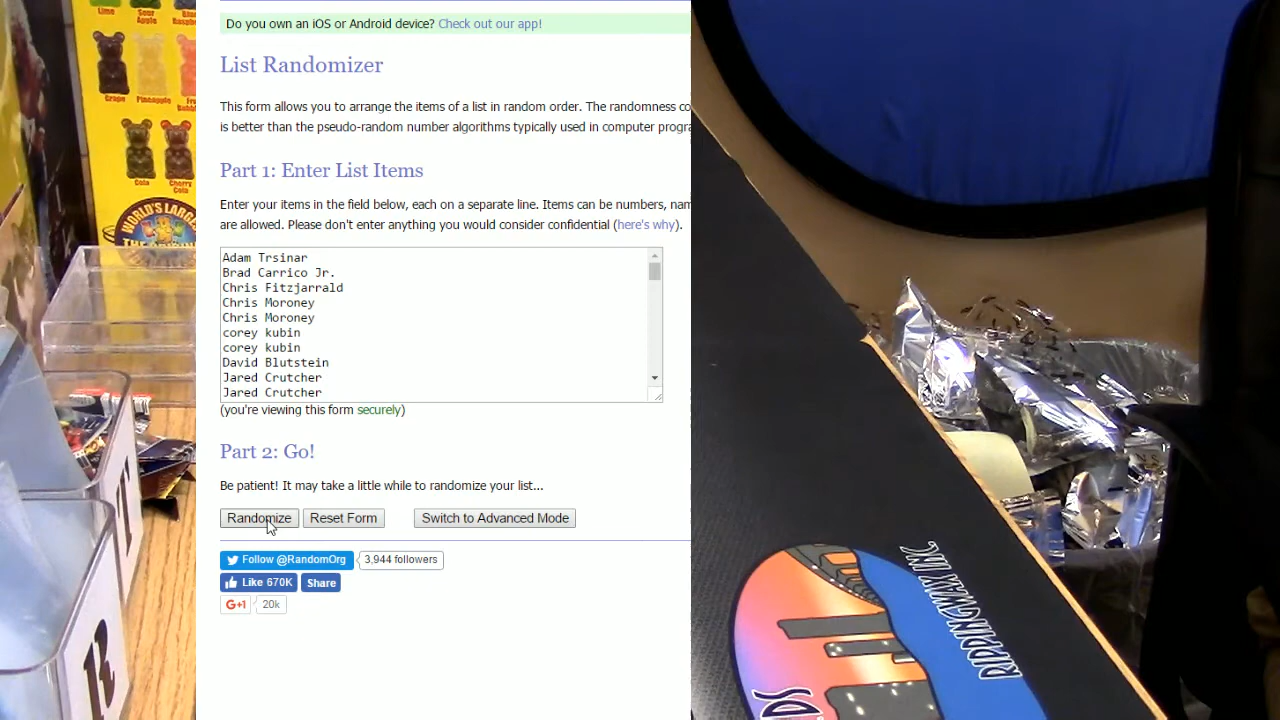 Lime
Sour
Apple
Blue
Grape
Pineapple
Cola
Cherry
Cola
WORLD'S LARGE
THE
R
Do you own an iOS or Android device? Check out our app!
List Randomizer
This form allows you to arrange the items of a list in random order. The randomness co
is better than the pseudo-random number algorithms typically used in computer progra
Part 1: Enter List Items
Enter your items in the field below, each on a separate line. Items can be numbers, nam
are allowed. Please don't enter anything you would consider confidential (here's why).
Adam Trsinar
Brad Carrico Jr.
Chris Fitzjarrald
Chris Moroney
Chris Moroney
corey kubin
corey kubin
David Blutstein
Jared Crutcher
Jared Crutcher
(you're viewing this form securely)
Part 2: Go!
Be patient! It may take a little while to randomize your list...
Randomize Reset Form Switch to Advanced Mode
Follow @RandomOrg 3,944 followers
Like 670K Share
G+1 20k
RIPPINGWAX INC.